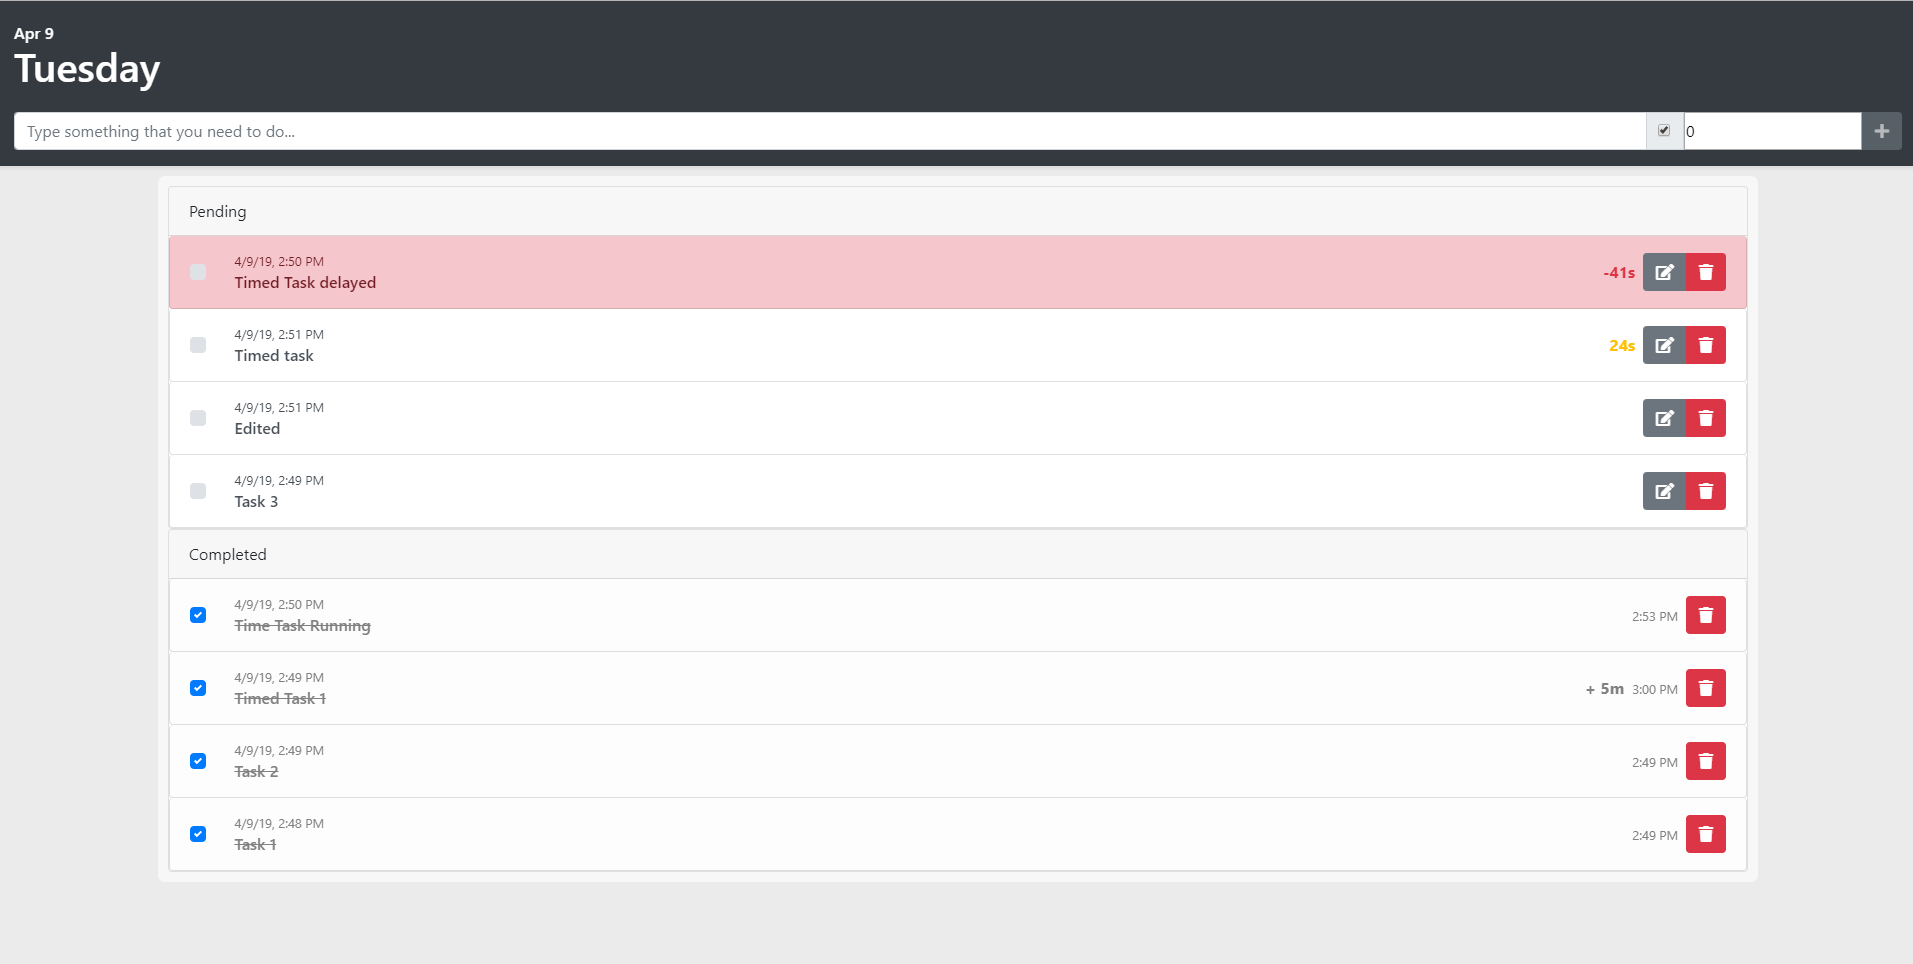 Apr 9
Tuesday
Type something that you need to do...
0
Pending
4/9/19, 2:50 PM
Timed Task delayed
-41s
4/9/19, 2:51 PM
Timed task
24s
4/9/19, 2:51 PM
Edited
4/9/19, 2:49 PM
Task 3
Completed
4/9/19, 2:50 PM
Time Task Running
2:53 PM
4/9/19, 2:49 PM
Timed Task 1
+ 5m 3:00 PM
4/9/19, 2:49 PM
Task 2
2:49 PM
4/9/19, 2:48 PM
Task 1
2:49 PM